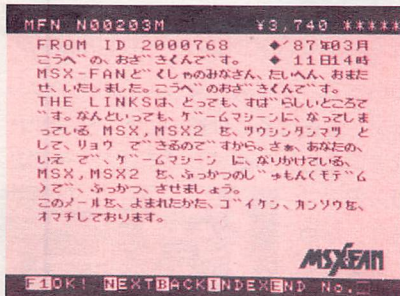 MFN N00203M ¥3,740 *****
FROM ID 2000768 ◆'87年03月
こうべの、おざきくんです。 ◆ 11日14時
MSX-FANどくしゃのみなさん、たいへん、おまた
せ、いたしました。こうべのおざきくんです。
THE LINKSは、とっても、すばらしいところで
す。なんといっても、ゲームマシーンに、なってしま
っている MSX,MSX2 を、ツウシンタンマツ と
して、リヨウ できるのですから。さぁ、あなたの、
いえ で、ゲームマシーン に、なりかけている、
MSX,MSX2 を、ふっかつのじゅもん(モデム
)で、ふっかつ、させましょう。
このメールを、よまれたかた、ゴイケン、カンソウを、
オマチしております。
MSX・FAN
F1OK! NEXT BACK INDEX END No.□